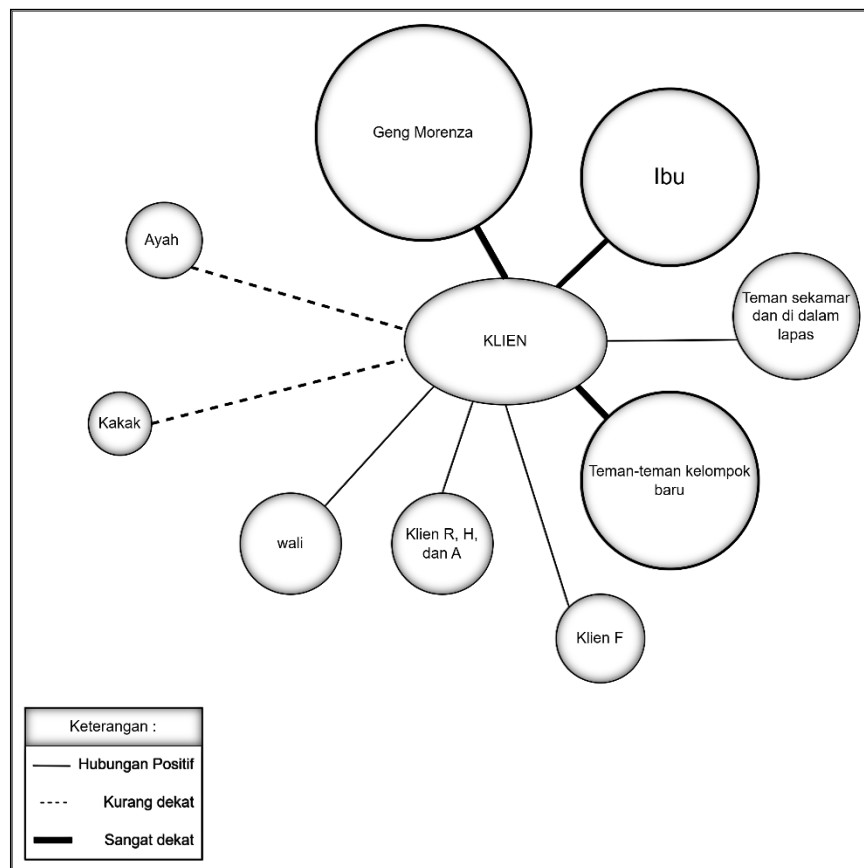 Geng Morenza
Ibu
Ayah
Teman sekamar
dan di dalam
lapas
KLIEN
Kakak
Teman-teman kelompok
baru
wali
Klien R, H,
dan A
Klien F
Keterangan :
Hubungan Positif
Kurang dekat
Sangat dekat